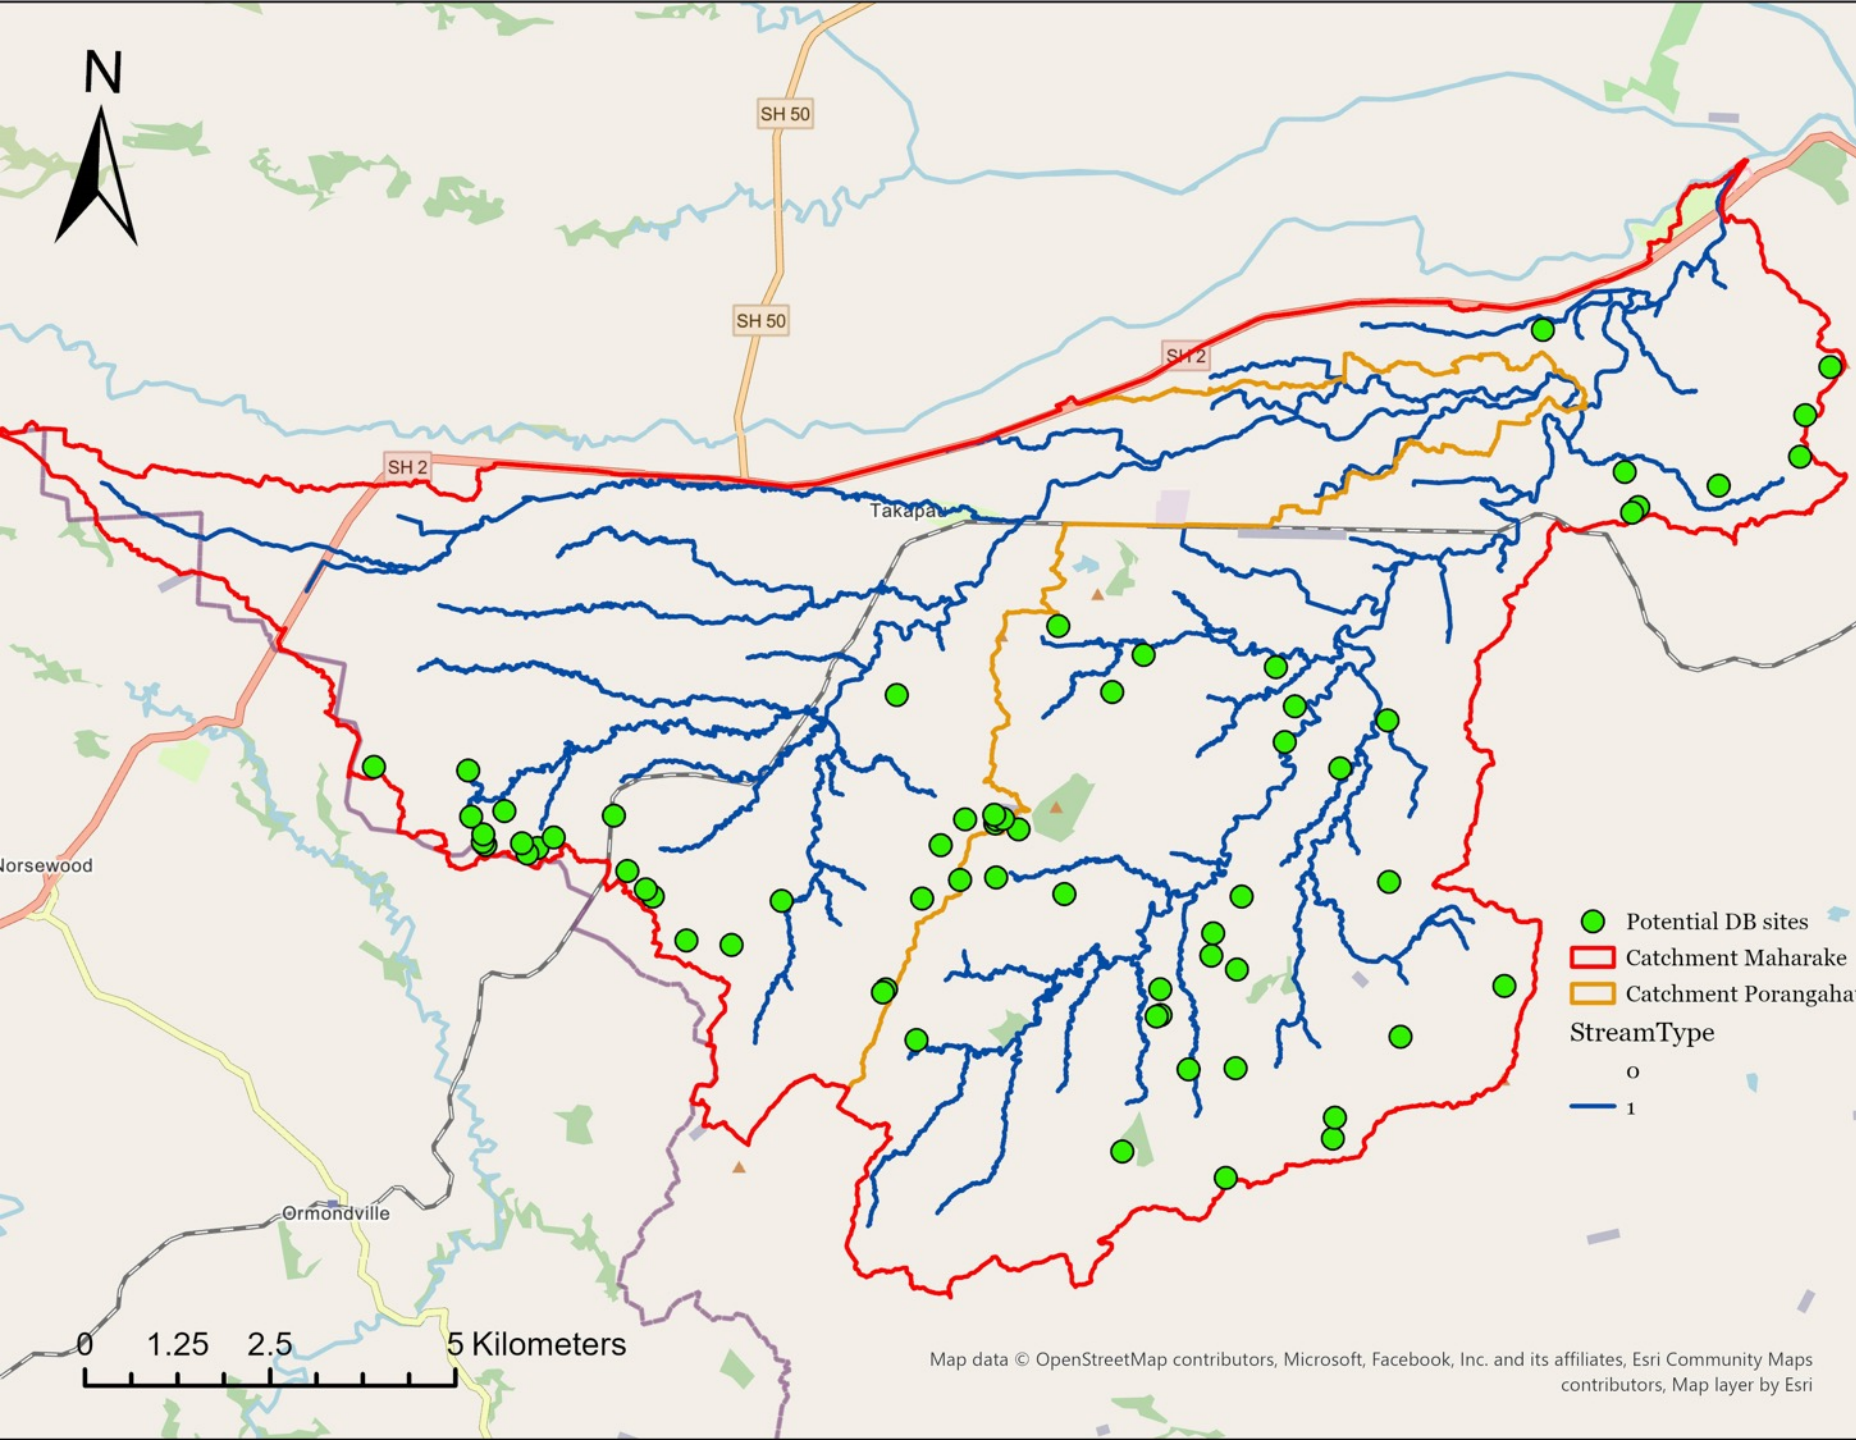 N
SH 50
SH 50
SH 2
SH 2
Takapau
Norsewood
Potential DB sites
Catchment Maharake
Catchment Porangaha
StreamType
0
1
Ormondville
0 1.25 2.5 5 Kilometers
Map data © OpenStreetMap contributors, Microsoft, Facebook, Inc. and its affiliates, Esri Community Maps
contributors, Map layer by Esri